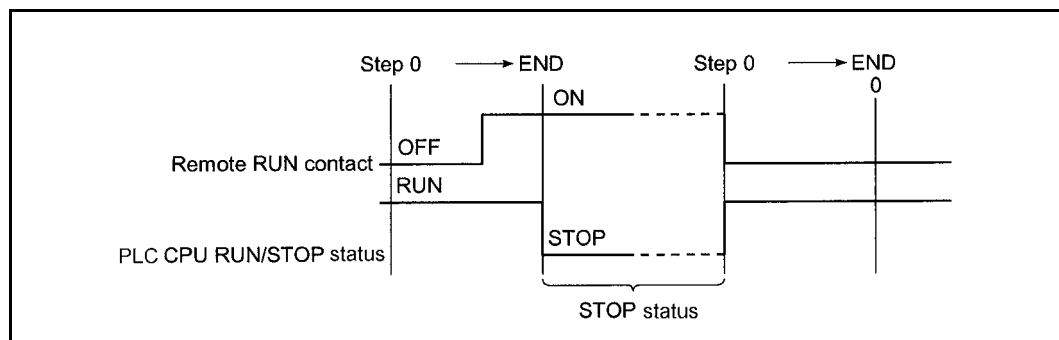 Step 0 → END Step 0 → END
0
ON
OFF
Remote RUN contact
RUN
STOP
PLC CPU RUN/STOP status
STOP status